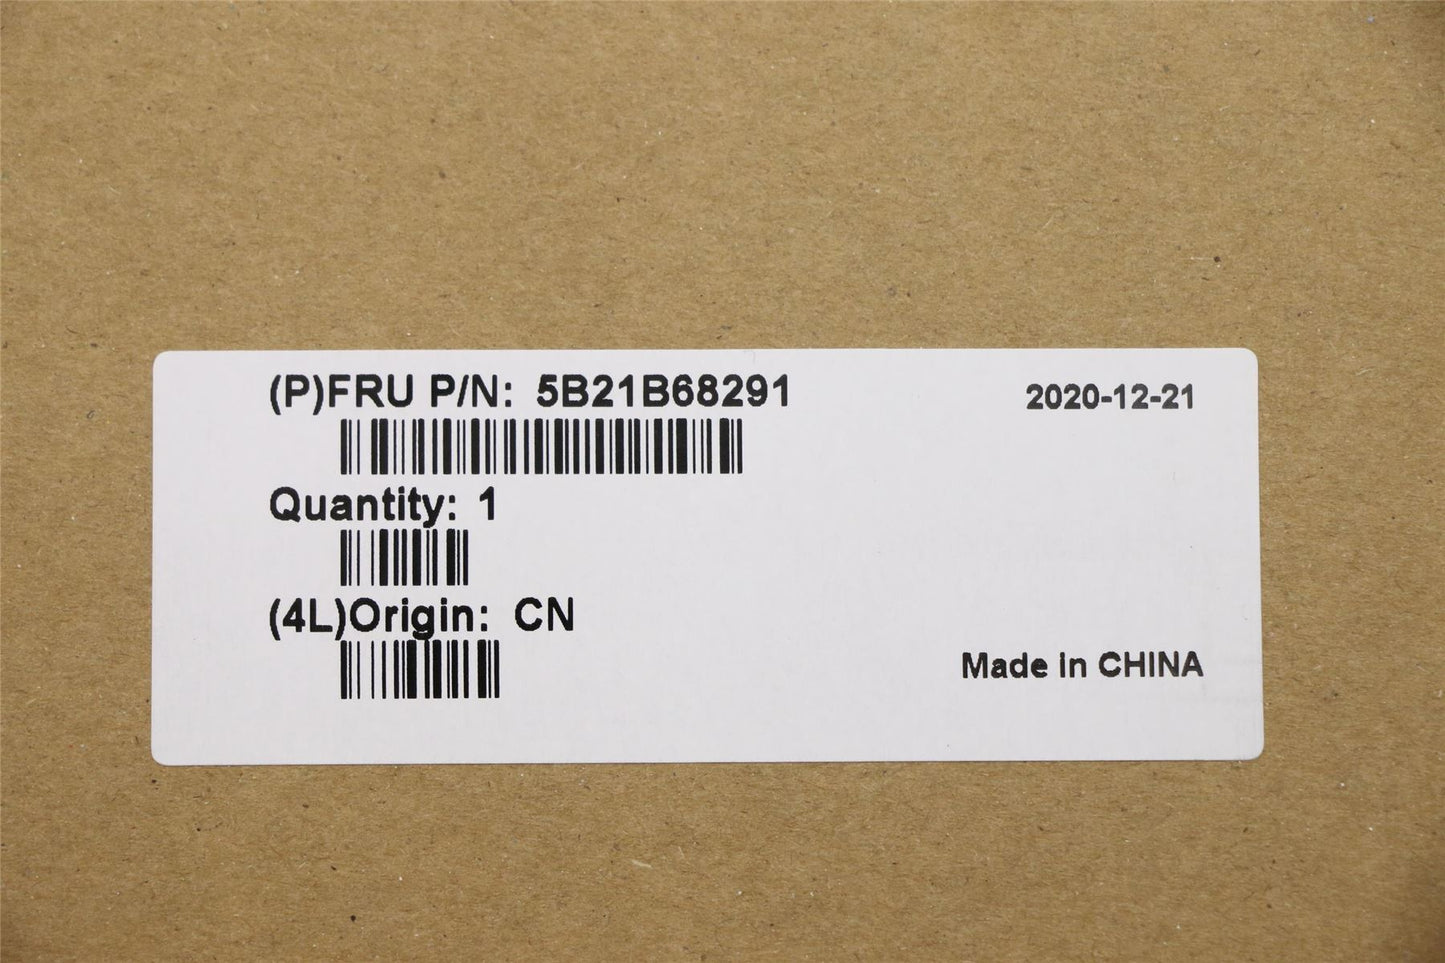 (P)FRU P/N: 5B21B68291
2020-12-21
Quantity: 1
(4L)Origin: CN
Made in CHINA